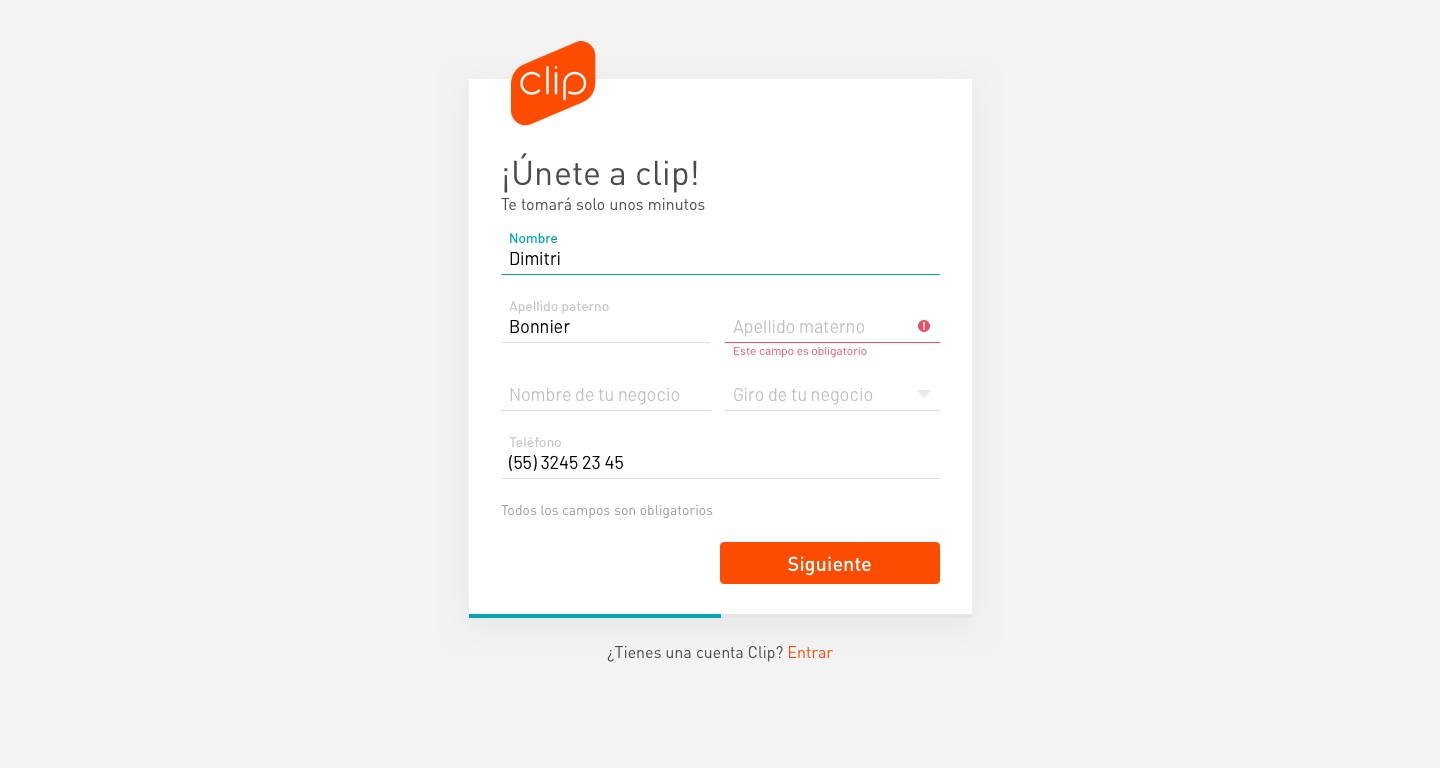 clip
¡Únete a clip!
Te tomará solo unos minutos
Nombre
Dimitri
Apellido paterno
Bonnier
Apellido materno
Este campo es obligatorio
Nombre de tu negocio
Giro de tu negocio
Teléfono
(55) 3245 23 45
Todos los campos son obligatorios
Siguiente
¿Tienes una cuenta Clip? Entrar